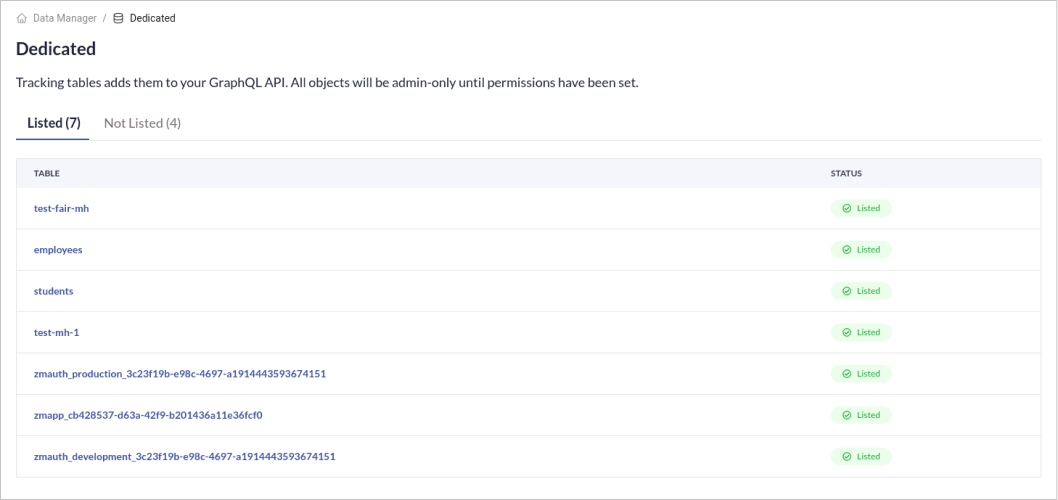 Data Manager / Dedicated
Dedicated
Tracking tables adds them to your GraphQL API. All objects will be admin-only until permissions have been set.
Listed (7) Not Listed (4)
TABLE STATUS
test-fair-mh Listed
employees Listed
students Listed
test-mh-1 Listed
zmauth_production_3c23f19b-e98c-4697-a1914443593674151 Listed
zmapp_cb428537-d63a-42f9-b201436a11e36fcf0 Listed
zmauth_development_3c23f19b-e98c-4697-a1914443593674151 Listed